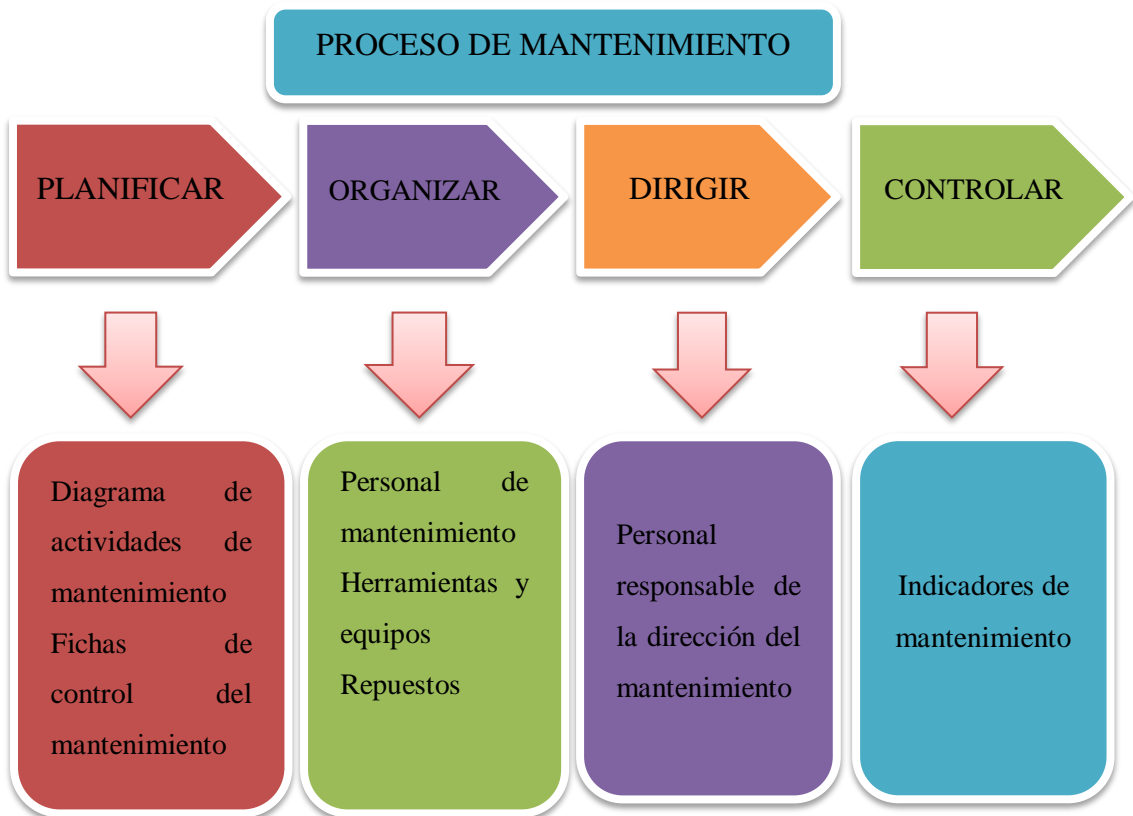 PROCESO DE MANTENIMIENTO
PLANIFICAR
ORGANIZAR
DIRIGIR
CONTROLAR
Diagrama de
actividades de
mantenimiento
Fichas de
control del
mantenimiento
Personal de
mantenimiento
Herramientas y
equipos
Repuestos
Personal
responsable de
la dirección del
mantenimiento
Indicadores de
mantenimiento